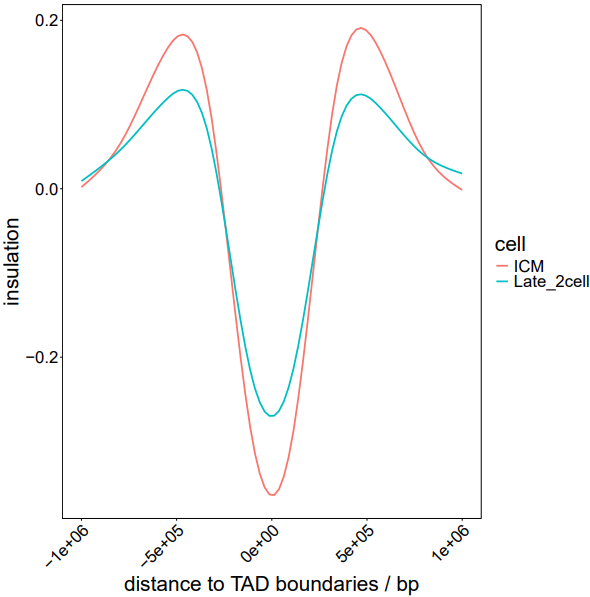 0.2
0.0
−0.2
insulation
−1e+06
−5e+05
0e+00
5e+05
1e+06
distance to TAD boundaries / bp
cell
ICM
Late_2cell